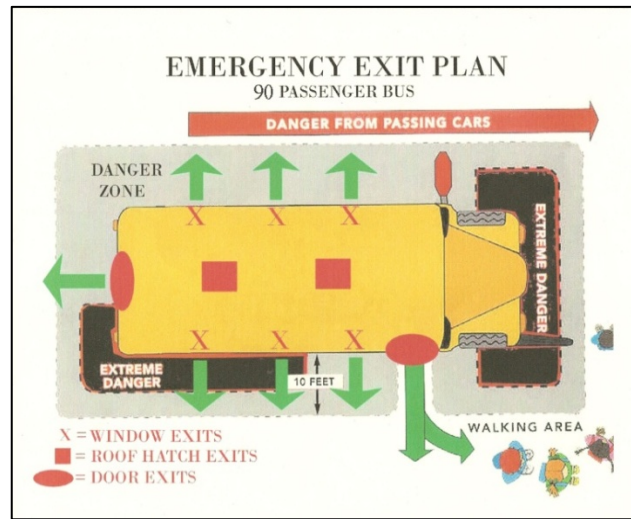 EMERGENCY EXIT PLAN
90 PASSENGER BUS
DANGER FROM PASSING CARS
DANGER
ZONE
X X X
EXTREME DANGER
X X X
EXTREME
DANGER
10 FEET
WALKING AREA
X = WINDOW EXITS
= ROOF HATCH EXITS
= DOOR EXITS